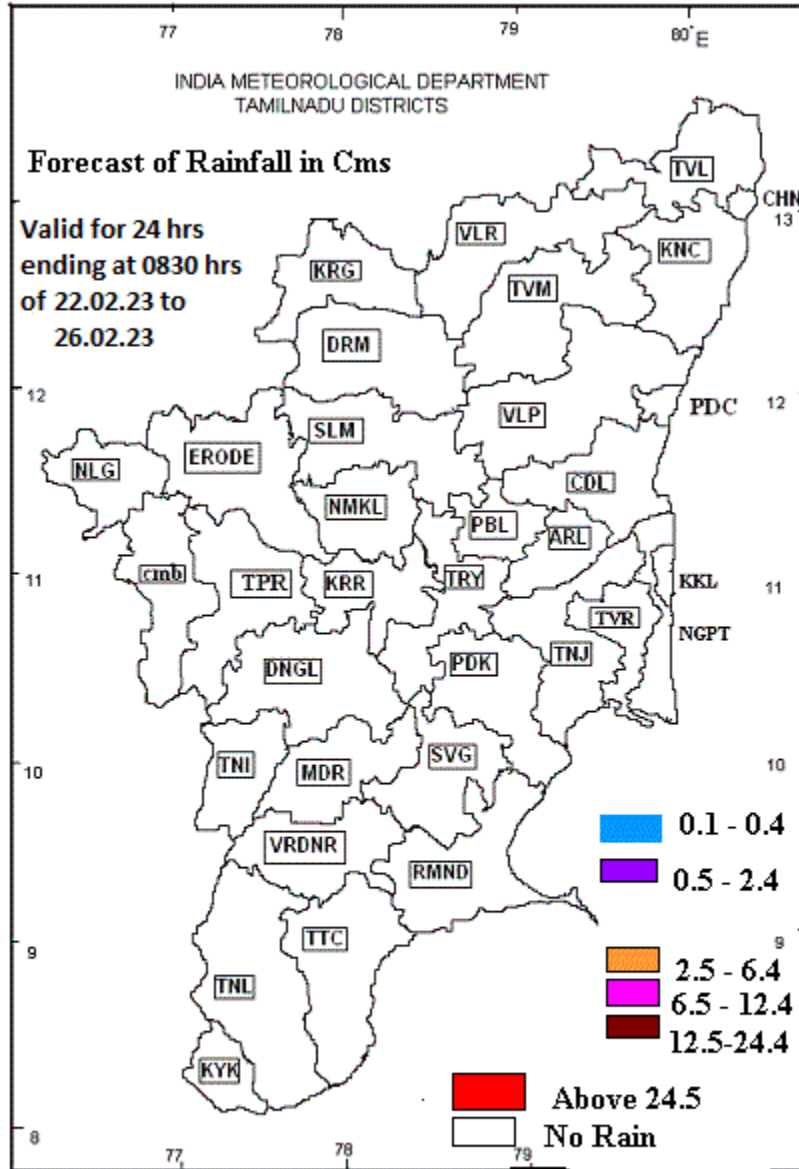 77 78 79 80°E
INDIA METEOROLOGICAL DEPARTMENT
TAMILNADU DISTRICTS
Forecast of Rainfall in Cms
TVL
CHN
13
Valid for 24 hrs
ending at 0830 hrs
of 22.02.23 to
26.02.23
VLR
KNC
KRG
TVM
DRM
12
12
PDC
VLP
SLM
ERODE
NLG
CDL
NMKL
PBL
ARL
11
cmb
TPR
KRR
TRY
KKL
11
TVR
NGPT
TNJ
PDK
DNGL
SVG
10
TNI
MDR
10
0.1 - 0.4
VRDNR
RMND
0.5 - 2.4
9
TTC
9
2.5 - 6.4
TNL
6.5 - 12.4
12.5-24.4
KYK
Above 24.5
8
No Rain
77 78 79